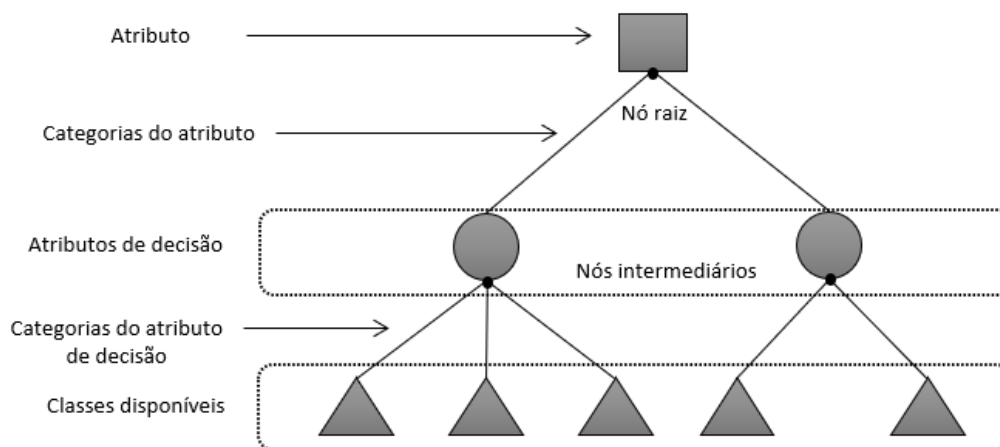 Atributo
Nó raiz
Categorias do atributo
Atributos de decisão
Nós intermediários
Categorias do atributo
de decisão
Classes disponíveis